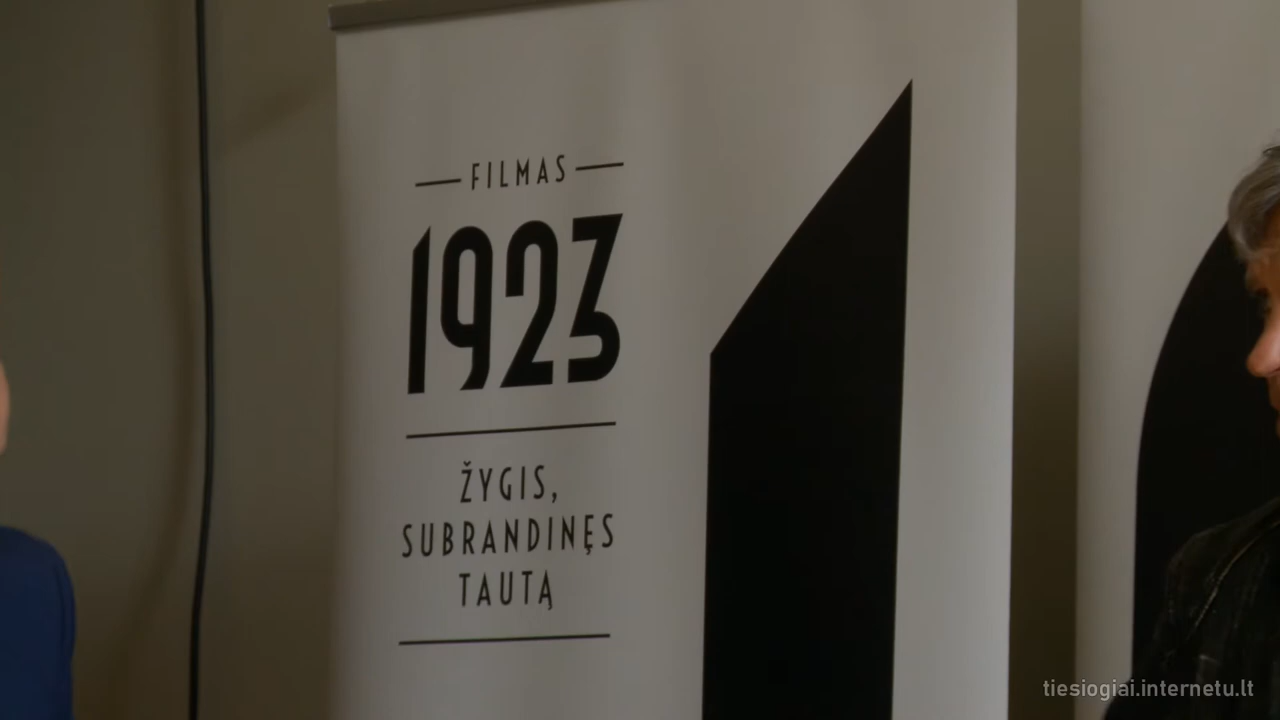 FILMAS
1923
ŽYGIS,
SUBRANDINĘS
TAUTĄ
tiesiogiai.internetu.lt